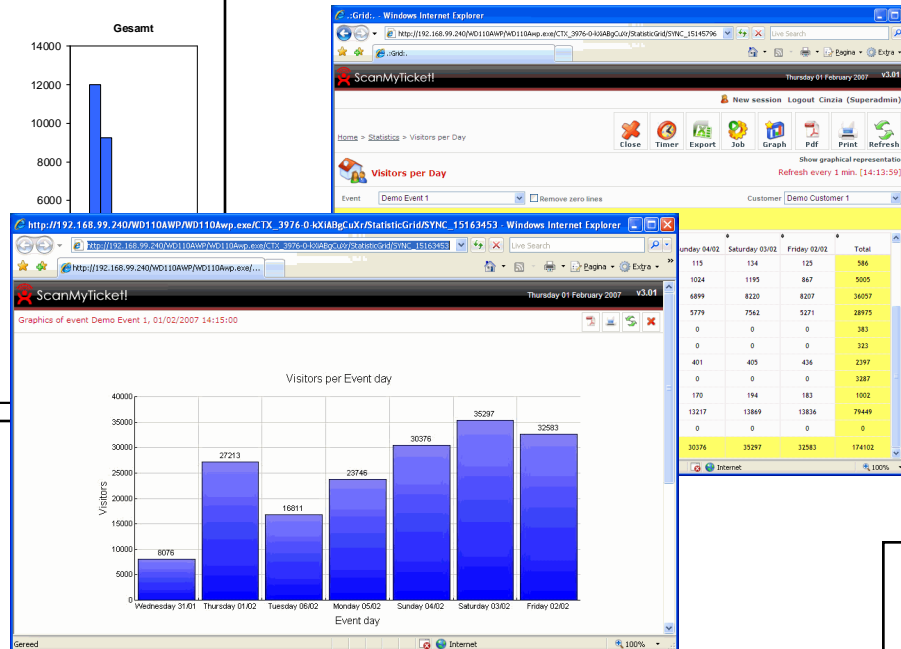 Gesamt
14000
12000
10000
8000
6000
.:Grid:. - Windows Internet Explorer
http://192.168.99.240/WD110AWP/WD110Awp.exe/CTX_3976-0-kXiABgCuXr/StatisticGrid/SYNC_15145796
Live Search
.:Grid:.
Pagina
Extra
ScanMyTicket!
Thursday 01 February 2007 v3.01
New session Logout Cinzia (Superadmin)
Home > Statistics > Visitors per Day
Close Timer Export Job Graph Pdf Print Refresh
Show graphical representatio
Visitors per Day
Refresh every 1 min. [14:13:59]
Event Demo Event 1 Remove zero lines Customer Demo Customer 1
unday 04/02 Saturday 03/02 Friday 02/02 Total
115 134 125 586
1024 1195 867 5005
6899 8220 8207 36057
5779 7562 5271 28975
0 0 0 383
0 0 0 323
401 405 436 2397
0 0 0 3287
170 194 183 1002
13217 13869 13836 79449
0 0 0 0
30376 35297 32583 174102
Internet 100%
http://192.168.99.240/WD110AWP/WD110Awp.exe/CTX_3976-0-kXiABgCuXr/StatisticGrid/SYNC_15163453 - Windows Internet Explorer
http://192.168.99.240/WD110AWP/WD110Awp.exe/CTX_3976-0-kXiABgCuXr/StatisticGrid/SYNC_15163453
Live Search
http://192.168.99.240/WD110AWP/WD110Awp.exe/...
Pagina Extra
ScanMyTicket!
Thursday 01 February 2007 v3.01
Graphics of event Demo Event 1, 01/02/2007 14:15:00
Visitors per Event day
40000
35000
30000
25000
20000
15000
10000
5000
0
Visitors
8076
27213
16811
23746
30376
35297
32583
Wednesday 31/01 Thursday 01/02 Tuesday 06/02 Monday 05/02 Sunday 04/02 Saturday 03/02 Friday 02/02
Event day
Gereed
Internet
100%